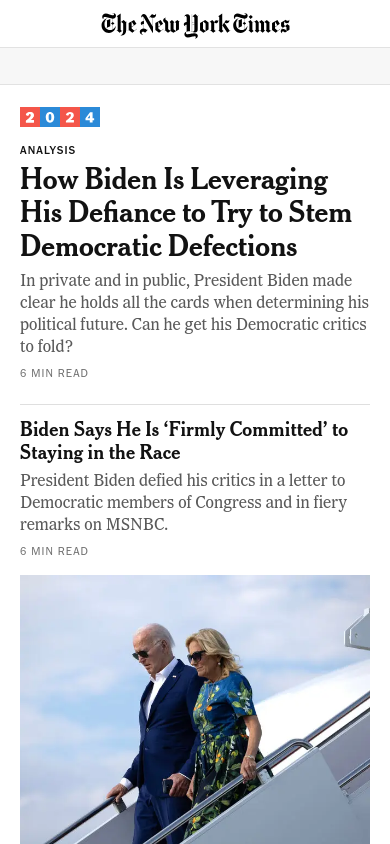 The New York Times
2024
ANALYSIS
How Biden Is Leveraging
His Defiance to Try to Stem
Democratic Defections
In private and in public, President Biden made
clear he holds all the cards when determining his
political future. Can he get his Democratic critics
to fold?
6 MIN READ
Biden Says He Is ‘Firmly Committed’ to
Staying in the Race
President Biden defied his critics in a letter to
Democratic members of Congress and in fiery
remarks on MSNBC.
6 MIN READ